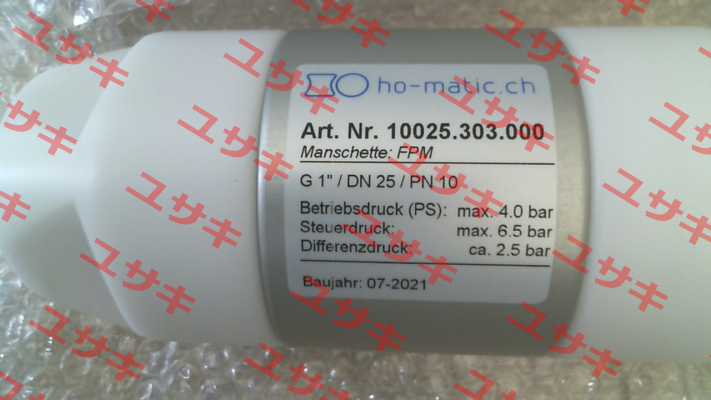 ho-matic.ch
Art. Nr. 10025.303.000
Manschette: FPM
G 1" / DN 25 / PN 10
Betriebsdruck (PS): max. 4.0 bar
Steuerdruck: max. 6.5 bar
Differenzdruck: ca. 2.5 bar
Baujahr: 07-2021
ユサキ